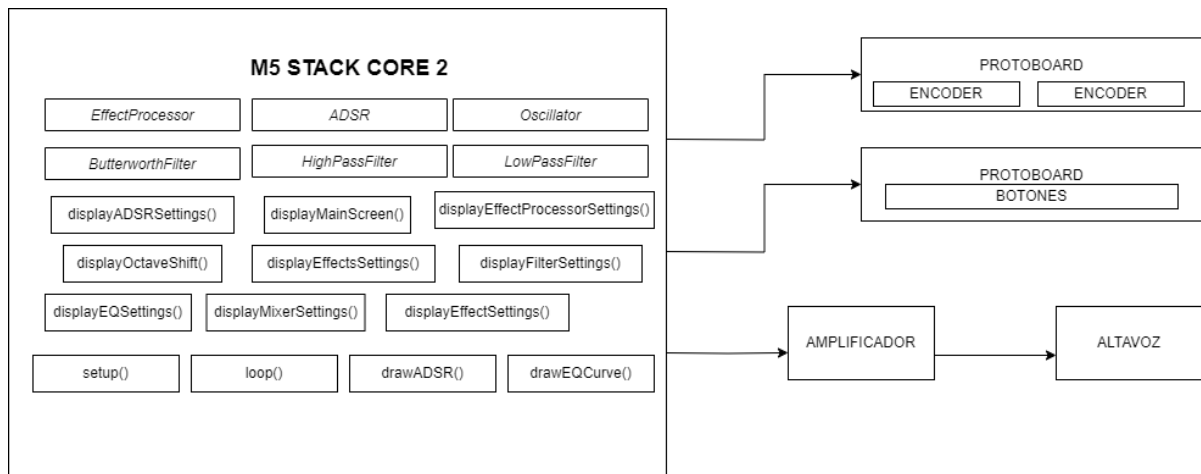 M5 STACK CORE 2
EffectProcessor
ADSR
Oscillator
ButterworthFilter
HighPassFilter
LowPassFilter
displayADSRSettings()
displayMainScreen()
displayEffectProcessorSettings()
displayOctaveShift()
displayEffectsSettings()
displayFilterSettings()
displayEQSettings()
displayMixerSettings()
displayEffectSettings()
setup()
loop()
drawADSR()
drawEQCurve()
PROTOBOARD
ENCODER
ENCODER
PROTOBOARD
BOTONES
AMPLIFICADOR
ALTAVOZ